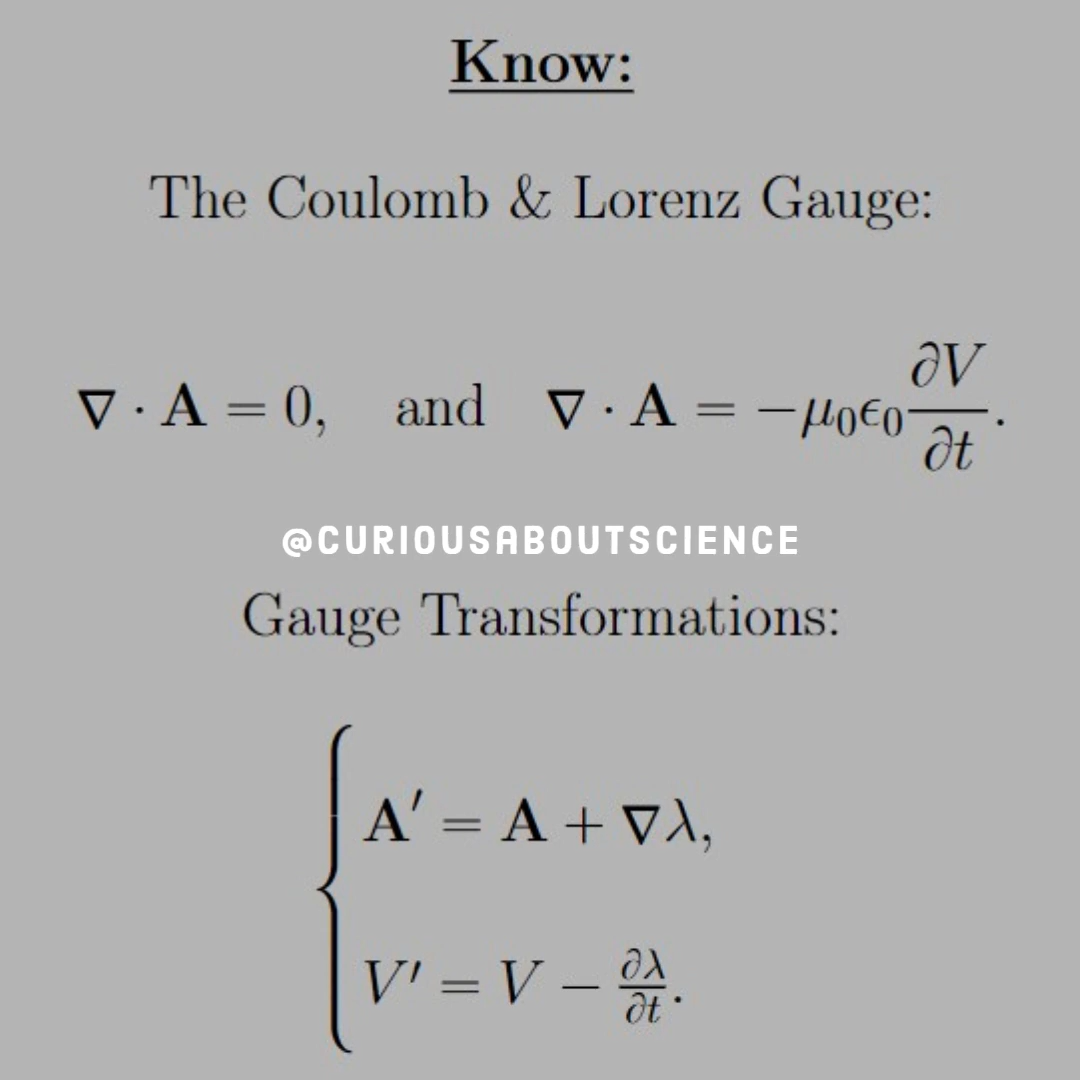 Know:
The Coulomb & Lorenz Gauge:
∇ · A = 0, and ∇ · A = −μ₀ϵ₀ ∂V/∂t.
@CURIOUSABOUTSCIENCE
Gauge Transformations:
A′ = A + ∇λ,
V′ = V − ∂λ/∂t.